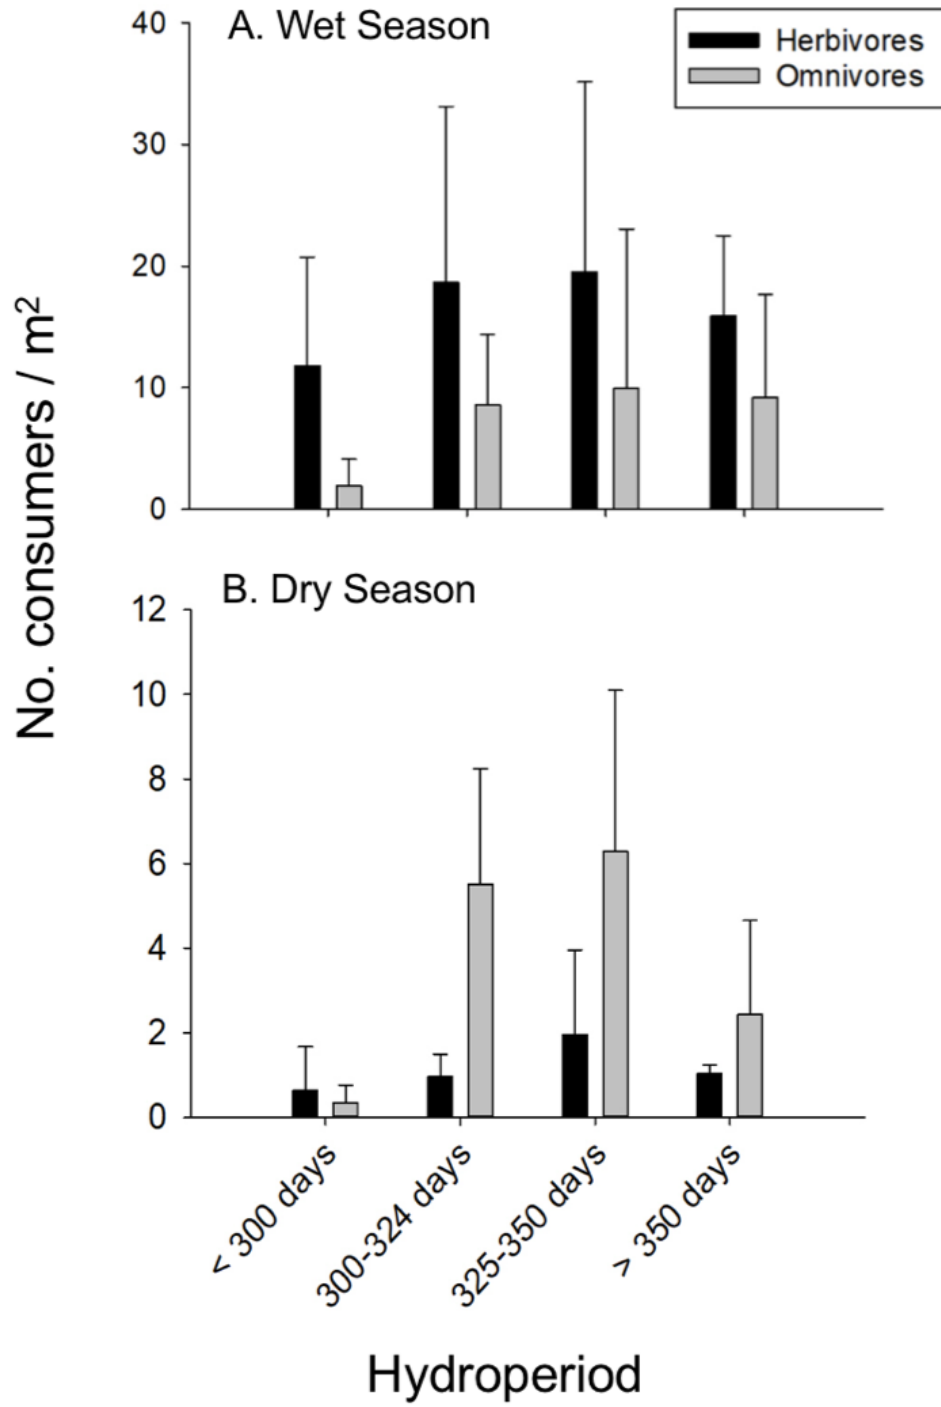 A. Wet Season
Herbivores
Omnivores
40
30
20
10
0
No. consumers / m²
B. Dry Season
12
10
8
6
4
2
0
< 300 days
300-324 days
325-350 days
> 350 days
Hydroperiod